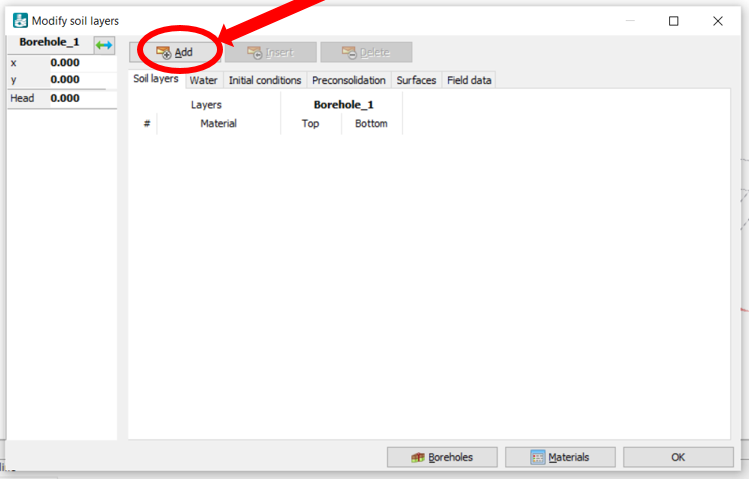 Modify soil layers
Borehole_1
x 0.000
y 0.000
Head 0.000
Add Insert Delete
Soil layers Water Initial conditions Preconsolidation Surfaces Field data
Layers Borehole_1
# Material Top Bottom
Boreholes Materials OK